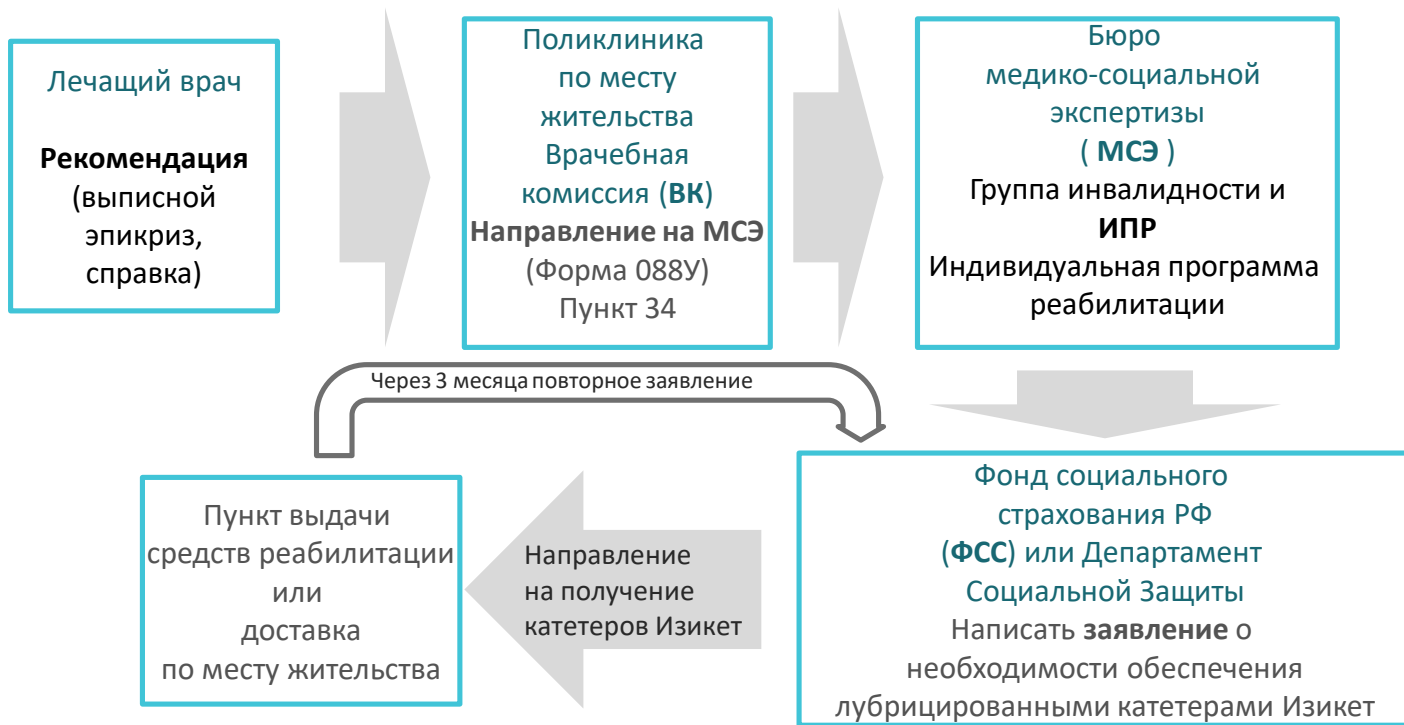 Лечащий врач
Рекомендация
(выписной
эпикриз,
справка)
Поликлиника
по месту
жительства
Врачебная
комиссия (ВК)
Направление на МСЭ
(Форма 088У)
Пункт 34
Бюро
медико-социальной
экспертизы
( МСЭ )
Группа инвалидности и
ИПР
Индивидуальная программа
реабилитации
Через 3 месяца повторное заявление
Фонд социального
страхования РФ
(ФСС) или Департамент
Социальной Защиты
Написать заявление о
необходимости обеспечения
лубрицированными катетерами Изикет
Направление
на получение
катетеров Изикет
Пункт выдачи
средств реабилитации
или
доставка
по месту жительства